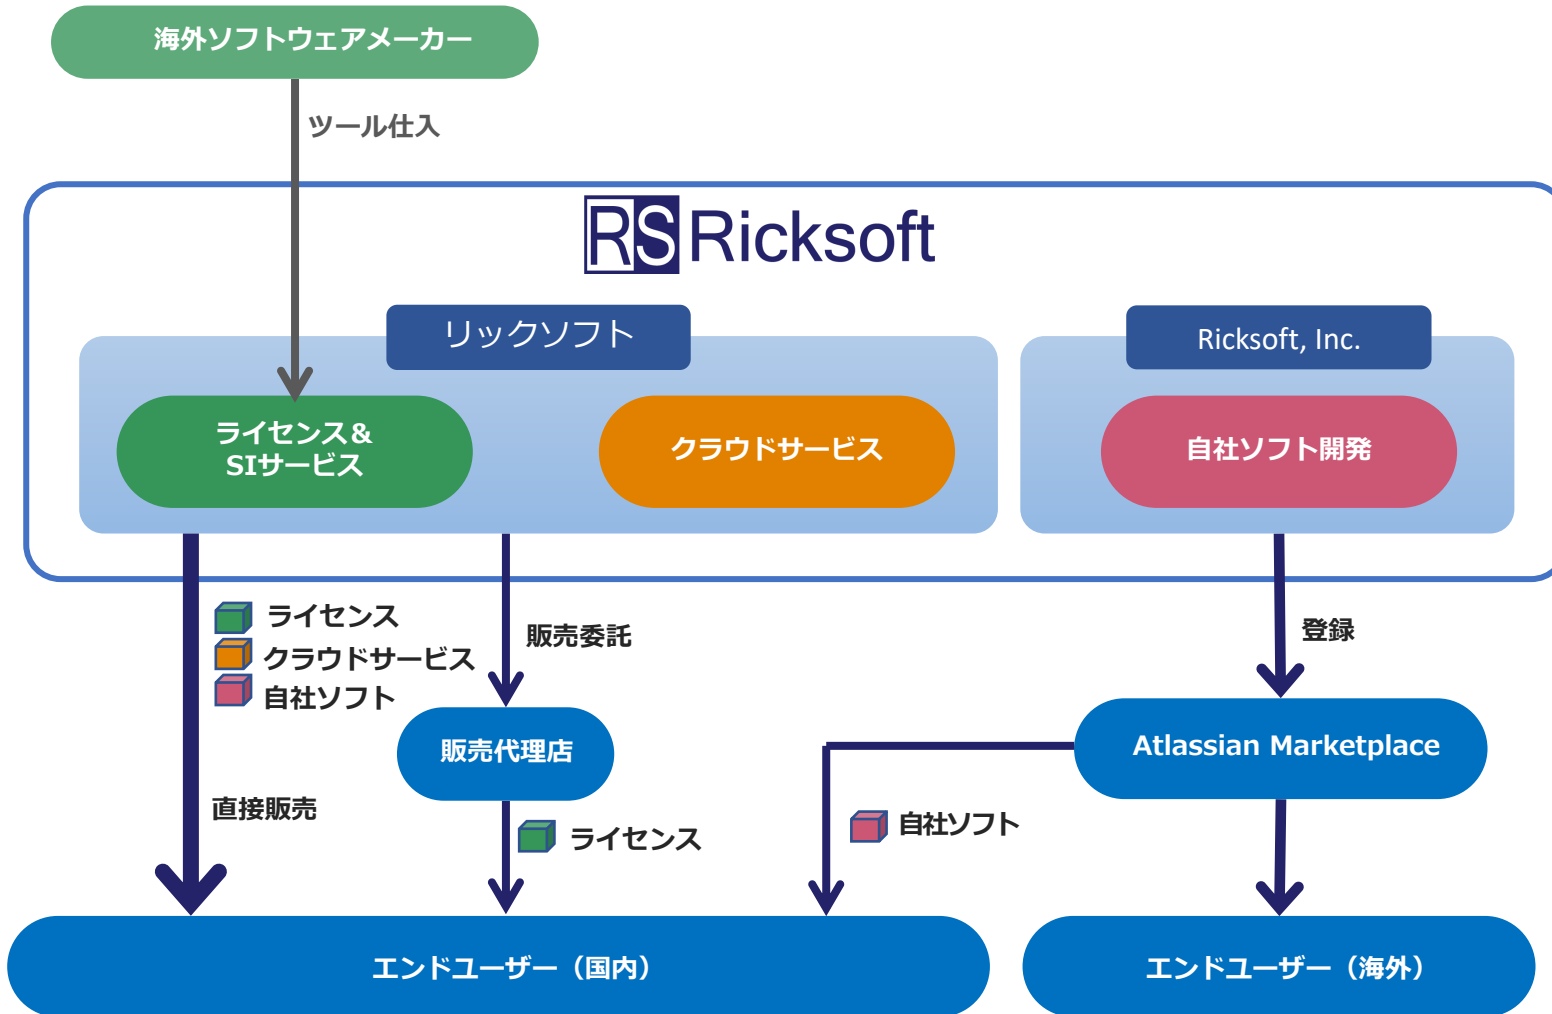 海外ソフトウェアメーカー
ツール仕入
RS Ricksoft
リックソフト
Ricksoft, Inc.
ライセンス&
SIサービス
クラウドサービス
自社ソフト開発
ライセンス
クラウドサービス
自社ソフト
販売委託
登録
販売代理店
Atlassian Marketplace
直接販売
ライセンス
自社ソフト
エンドユーザー（国内）
エンドユーザー（海外）